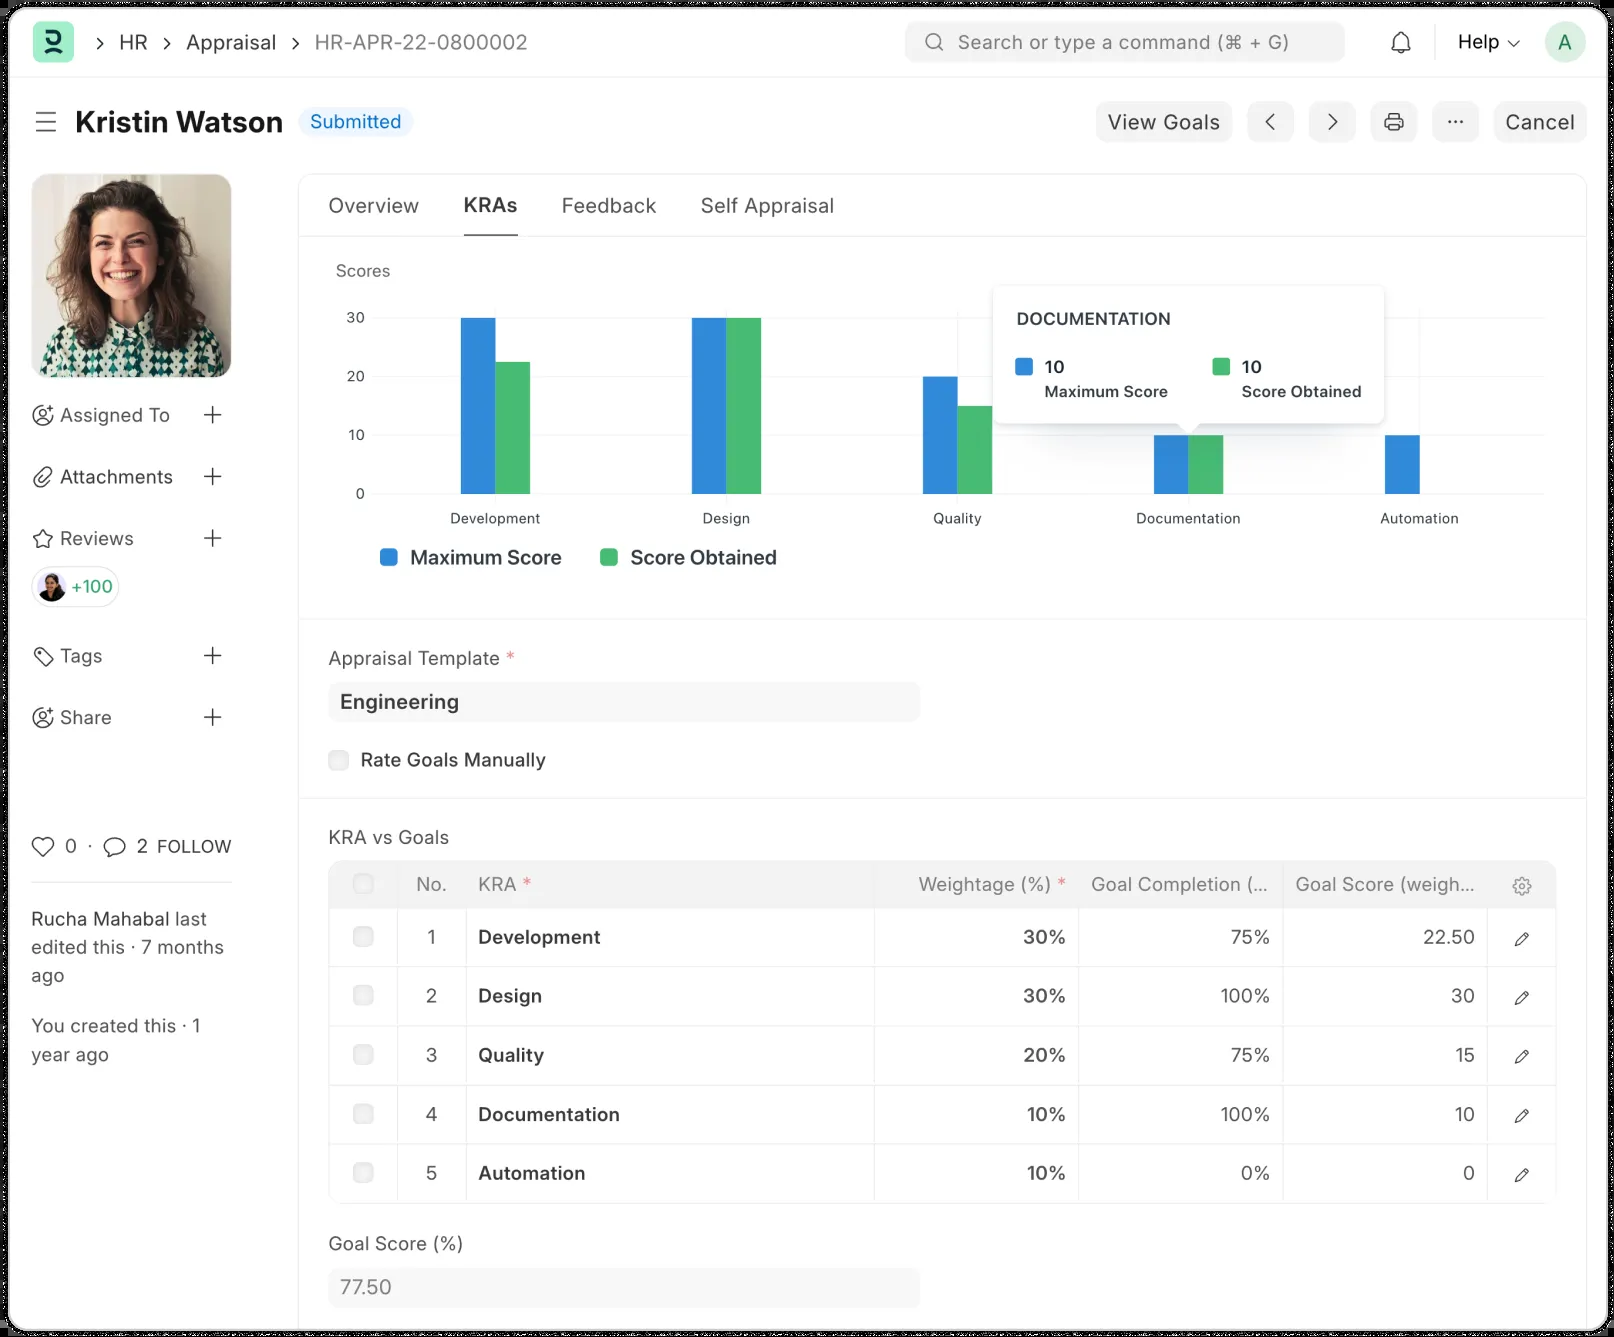 HR
Appraisal
HR-APR-22-0800002
Search or type a command (⌘ + G)
Help
A
Kristin Watson
Submitted
View Goals
···
Cancel
Overview
KRAs
Feedback
Self Appraisal
Assigned To
Attachments
Reviews
+100
Tags
Share
0 · 2 FOLLOW
Rucha Mahabal last
edited this · 7 months
ago
You created this · 1
year ago
Scores
30
20
10
0
DOCUMENTATION
10
Maximum Score
10
Score Obtained
Development
Design
Quality
Documentation
Automation
Maximum Score
Score Obtained
Appraisal Template *
Engineering
Rate Goals Manually
KRA vs Goals
No. KRA * Weightage (%) * Goal Completion (... Goal Score (weigh...
1 Development 30% 75% 22.50
2 Design 30% 100% 30
3 Quality 20% 75% 15
4 Documentation 10% 100% 10
5 Automation 10% 0% 0
Goal Score (%)
77.50